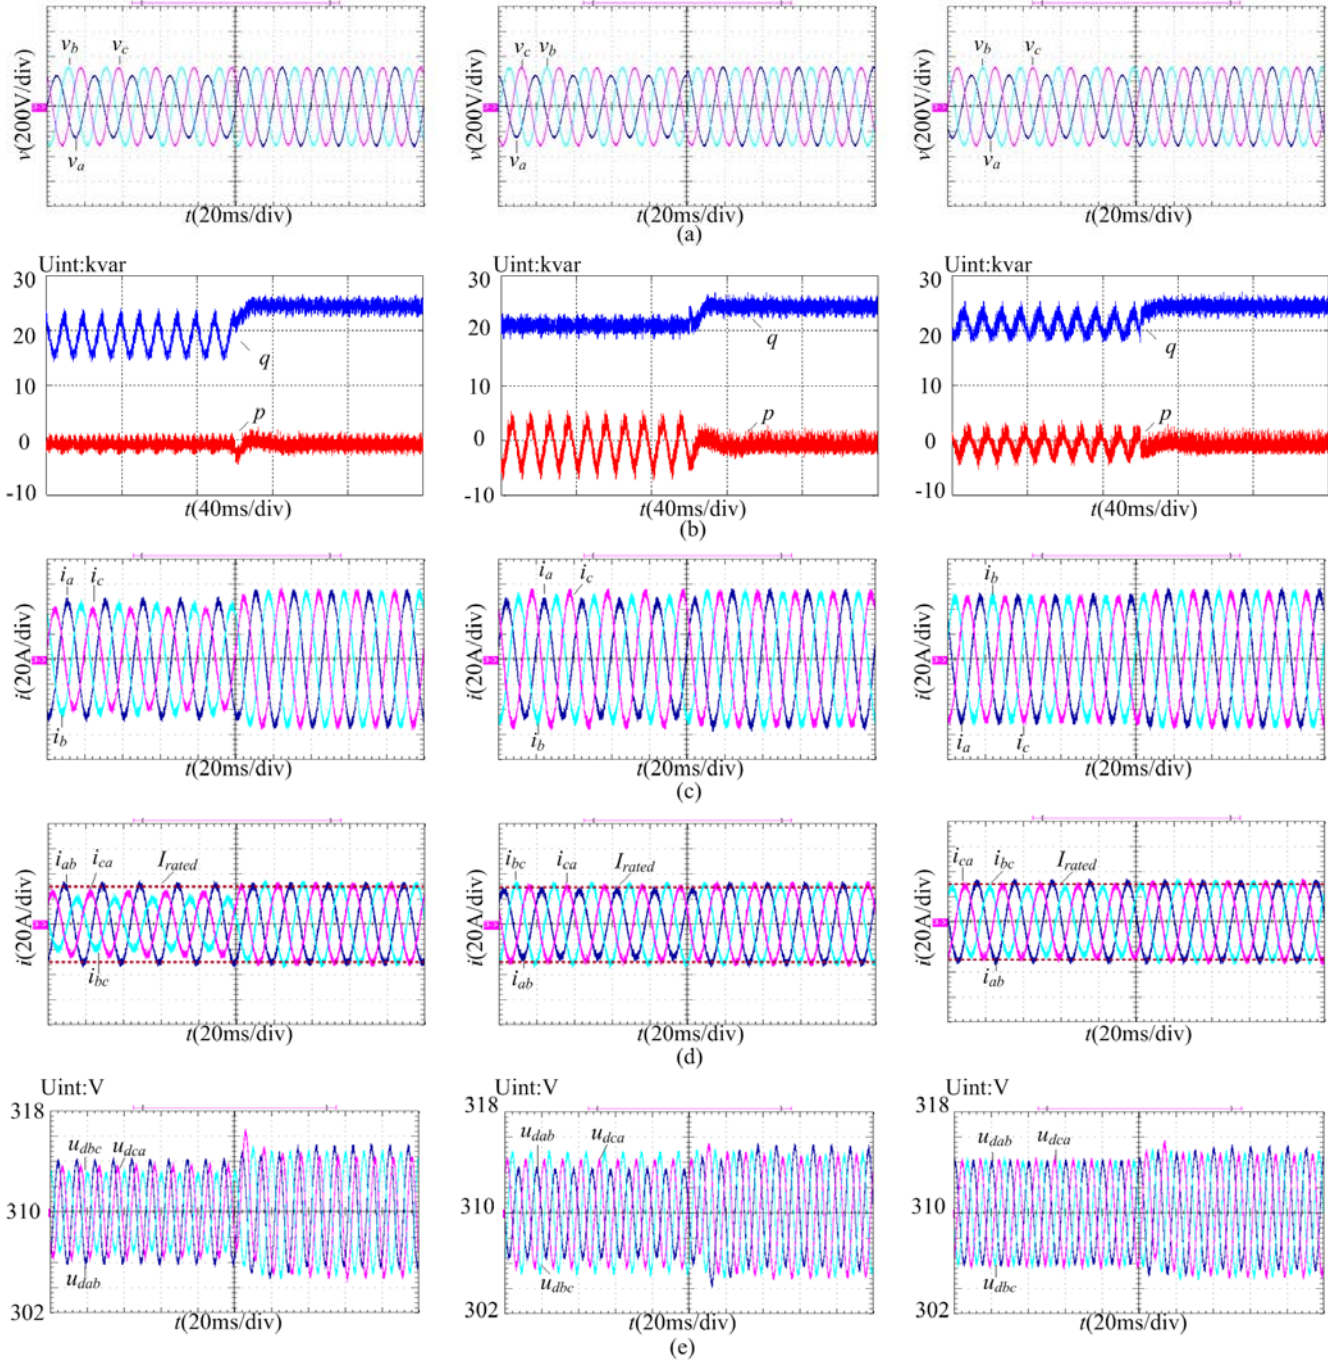 v_b v_c
v_c v_b
v_b v_c
v(200V/div)
v(200V/div)
v(200V/div)
v_a
v_a
v_a
t(20ms/div)
t(20ms/div)
t(20ms/div)
(a)
Uint:kvar
Uint:kvar
Uint:kvar
30
30
30
20
20
20
q
q
q
10
10
10
p
p
p
0
0
0
-10
-10
-10
t(40ms/div)
t(40ms/div)
t(40ms/div)
(b)
i_a i_c
i_a i_c
i_b
i(20A/div)
i(20A/div)
i(20A/div)
i_b
i_b
i_a i_c
t(20ms/div)
t(20ms/div)
t(20ms/div)
(c)
i_ab i_ca I_rated
i_bc i_ca I_rated
i_ca i_bc I_rated
i(20A/div)
i(20A/div)
i(20A/div)
i_bc
i_ab
i_ab
t(20ms/div)
t(20ms/div)
t(20ms/div)
(d)
Uint:V
Uint:V
Uint:V
318
318
318
u_dbc u_dca
u_dab u_dca
u_dab u_dca
310
310
310
u_dab
u_dbc
u_dbc
302
302
302
t(20ms/div)
t(20ms/div)
t(20ms/div)
(e)